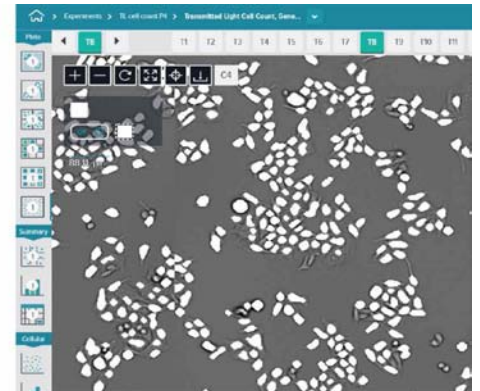 > Experiments > TL cell count P4 > Transmitted Light Cell Count, Gene...
Plate
T8
T1 T2 T3 T4 T5 T6 T7 T8 T9 T10 T11
C4
Summary
Cellular